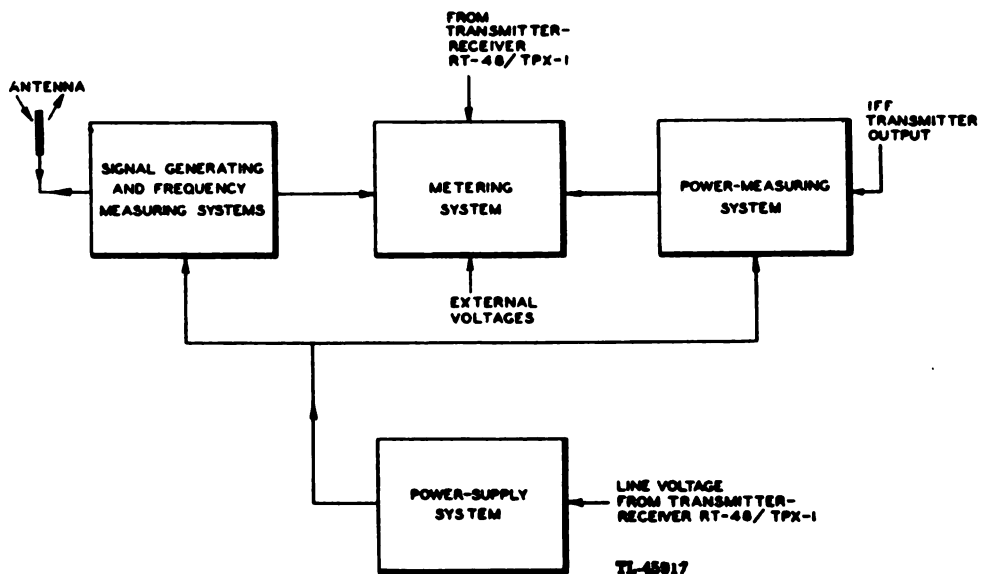 FROM
TRANSMITTER-
RECEIVER
RT-48/TPX-1
ANTENNA
IFF
TRANSMITTER
OUTPUT
SIGNAL GENERATING
AND FREQUENCY
MEASURING SYSTEMS
METERING
SYSTEM
POWER-MEASURING
SYSTEM
EXTERNAL
VOLTAGES
POWER-SUPPLY
SYSTEM
LINE VOLTAGE
FROM TRANSMITTER-
RECEIVER RT-48/TPX-1
TL-45917